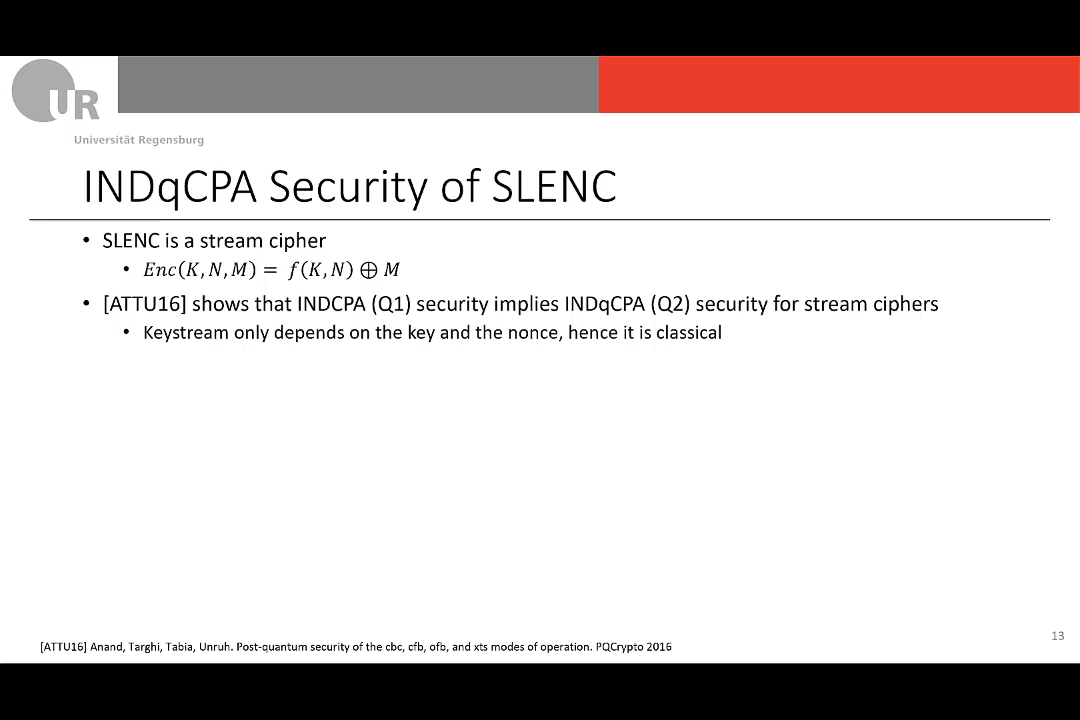 UR
Universität Regensburg
INDqCPA Security of SLENC
• SLENC is a stream cipher
• Enc(K, N, M) = f(K, N) ⊕ M
• [ATTU16] shows that INDCPA (Q1) security implies INDqCPA (Q2) security for stream ciphers
• Keystream only depends on the key and the nonce, hence it is classical
13
[ATTU16] Anand, Targhi, Tabia, Unruh. Post-quantum security of the cbc, cfb, ofb, and xts modes of operation. PQCrypto 2016